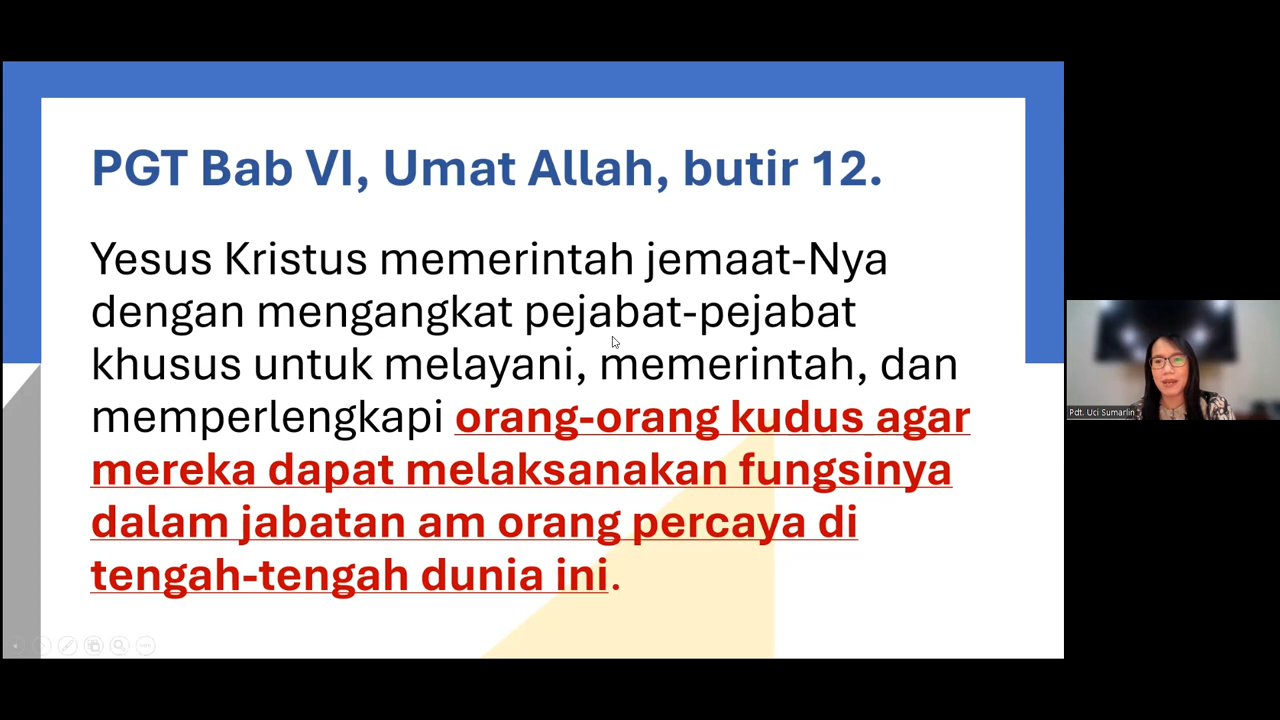 PGT Bab VI, Umat Allah, butir 12.
Yesus Kristus memerintah jemaat-Nya
dengan mengangkat pejabat-pejabat
khusus untuk melayani, memerintah, dan
memperlengkapi orang-orang kudus agar
mereka dapat melaksanakan fungsinya
dalam jabatan am orang percaya di
tengah-tengah dunia ini.
Pdt. Uci Sumarlin